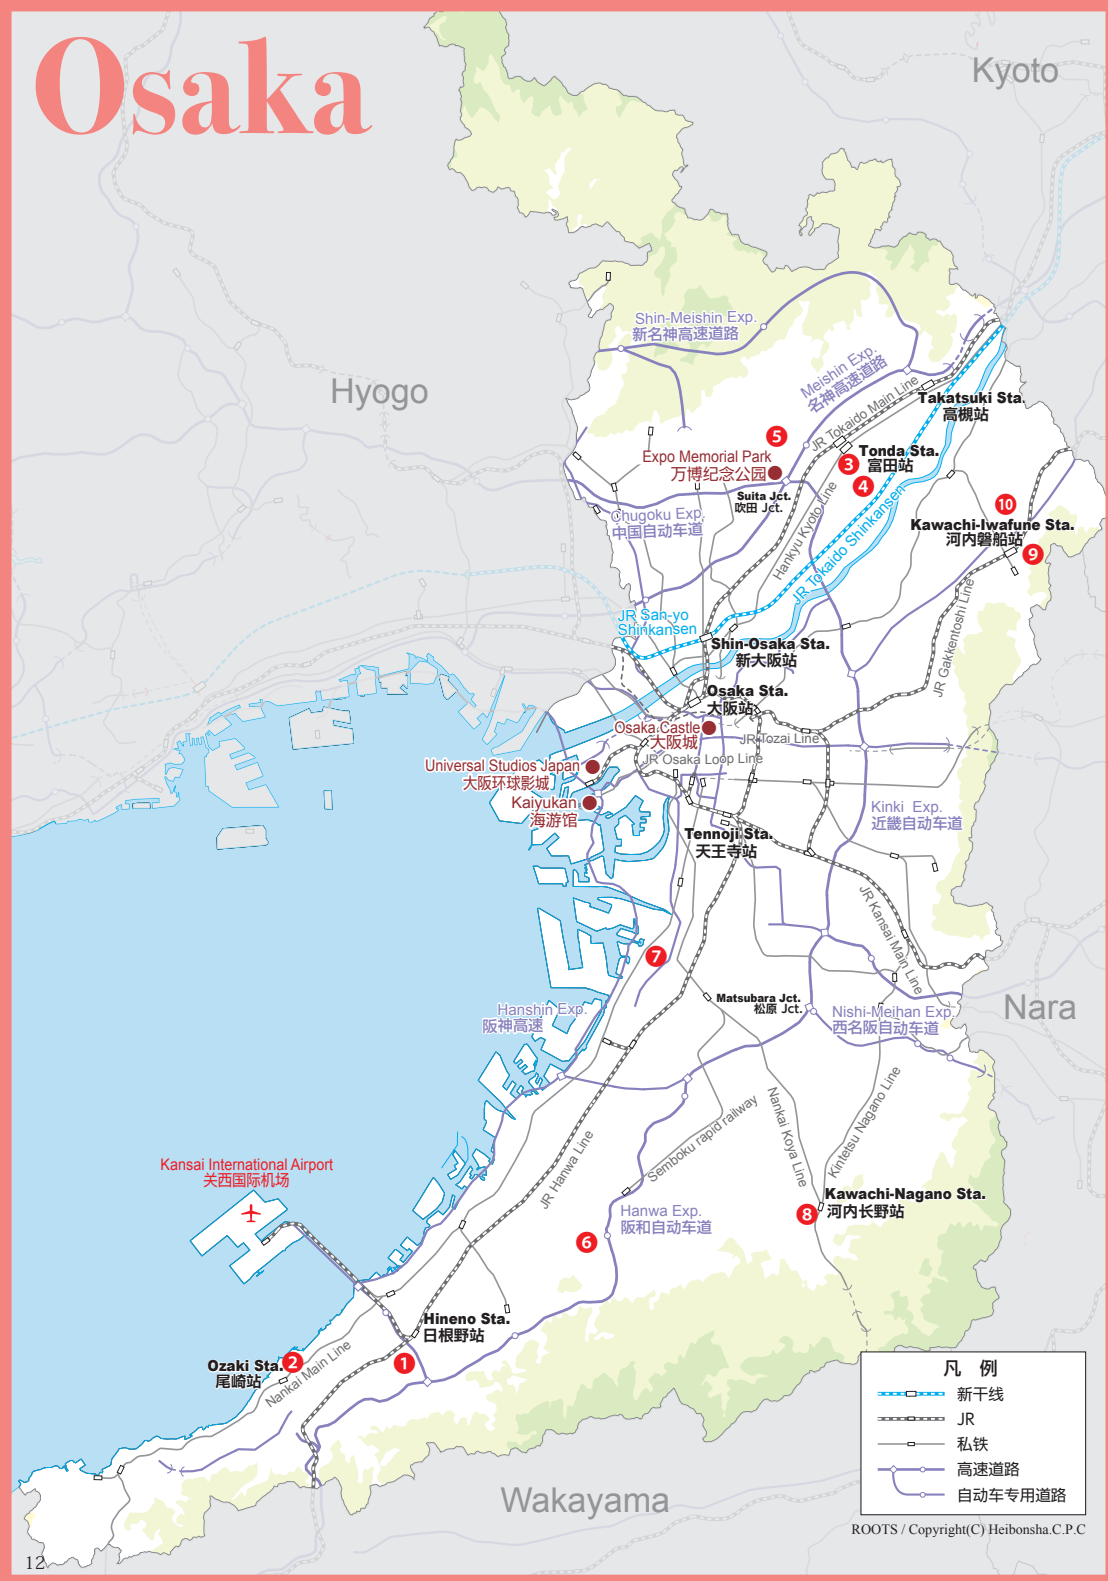 Osaka
Kyoto
Hyogo
Shin-Meishin Exp.
新名神高速道路
Meishin Exp.
名神高速道路
JR Tokaido Main Line
Takatsuki Sta.
高槻站
5
Expo Memorial Park
万博纪念公园
Tonda Sta.
富田站
3
4
Suita Jct.
吹田 Jct.
Chugoku Exp.
中国自动车道
Hankyu Kyoto Line
JR Tokaido Shinkansen
10
Kawachi-Iwafune Sta.
河内磐船站
9
JR San-yo
Shinkansen
JR Gakkentoshi Line
Shin-Osaka Sta.
新大阪站
Osaka Sta.
大阪站
Osaka Castle
大阪城
JR Tozai Line
JR Osaka Loop Line
Universal Studios Japan
大阪环球影城
Kaiyukan
海游馆
Kinki Exp.
近畿自动车道
Tennoji Sta.
天王寺站
JR Kansai Main Line
7
Matsubara Jct.
松原 Jct.
Nara
Hanshin Exp.
阪神高速
Nishi-Meihan Exp.
西名阪自动车道
Semboku rapid railway
Nankai Koya Line
Kintetsu Nagano Line
JR Hanwa Line
Kansai International Airport
关西国际机场
Kawachi-Nagano Sta.
河内长野站
8
Hanwa Exp.
阪和自动车道
6
Hineno Sta.
日根野站
1
Ozaki Sta.
尾崎站
2
Nankai Main Line
Wakayama
凡 例
新干线
JR
私铁
高速道路
自动车专用道路
ROOTS / Copyright(C) Heibonsha.C.P.C
12